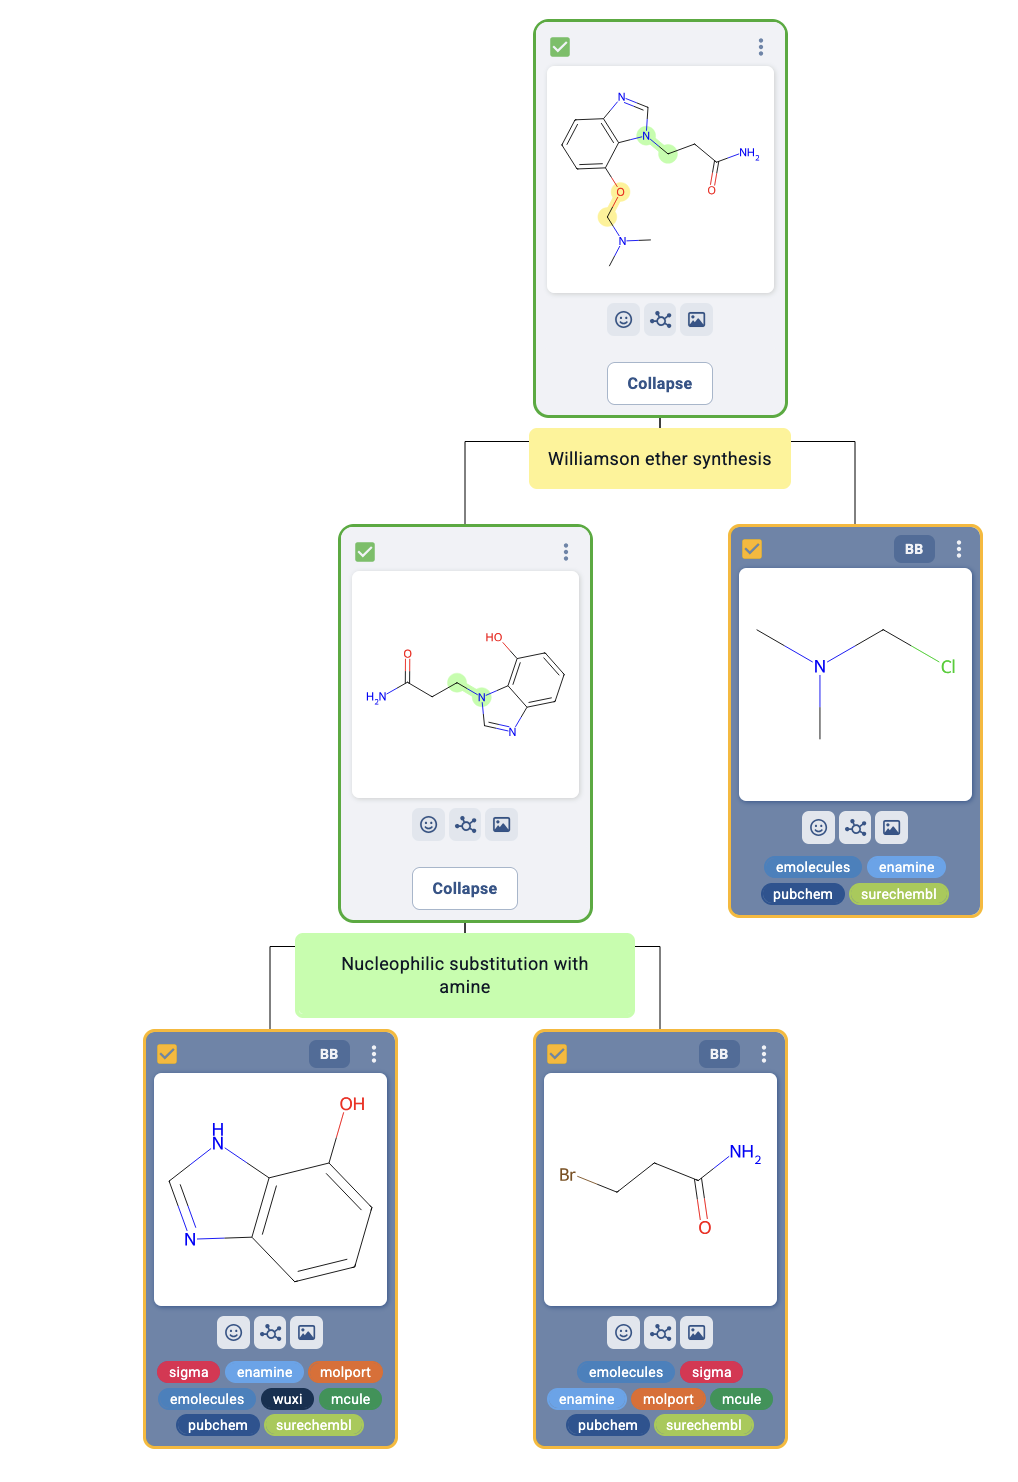 N
N
NH2
O
O
N
Collapse
Williamson ether synthesis
BB
HO
O
H2N
N
N
N
Cl
Collapse
emolecules enamine
pubchem surechembl
Nucleophilic substitution with
amine
BB
BB
OH
H
N
N
Br
NH2
O
sigma enamine molport
emolecules wuxi mcule
pubchem surechembl
emolecules sigma
enamine molport mcule
pubchem surechembl